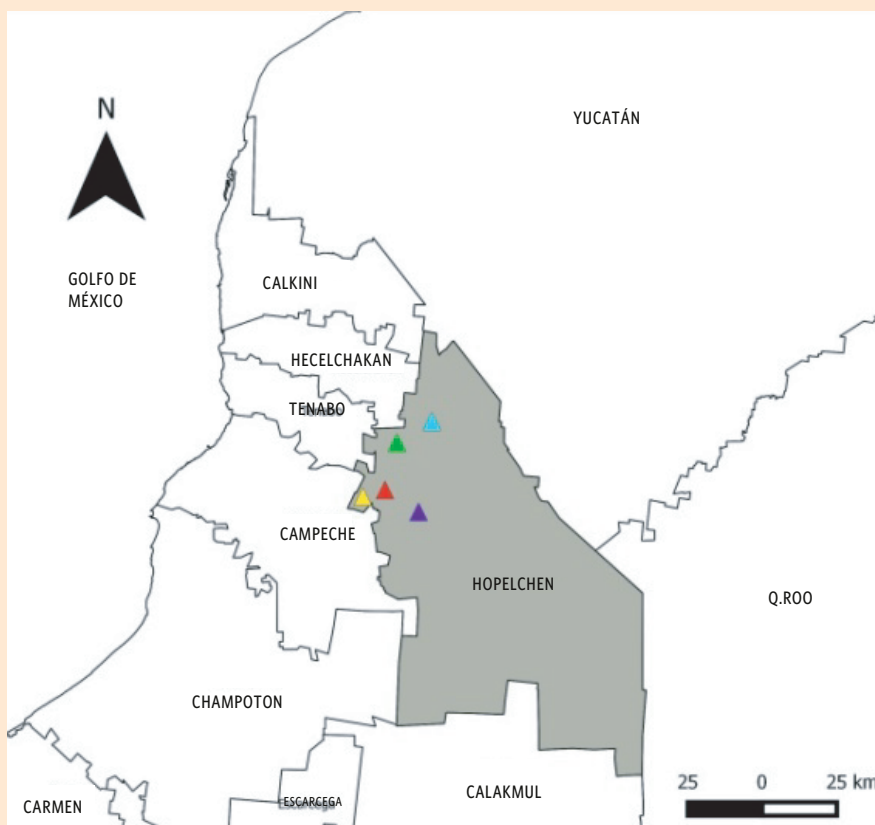 N
YUCATÁN
GOLFO DE
MÉXICO
CALKINI
HECELCHAKAN
TENABO
CAMPECHE
HOPELCHEN
Q.ROO
CHAMPOTON
CARMEN
ESCARCEGA
CALAKMUL
25 0 25 km